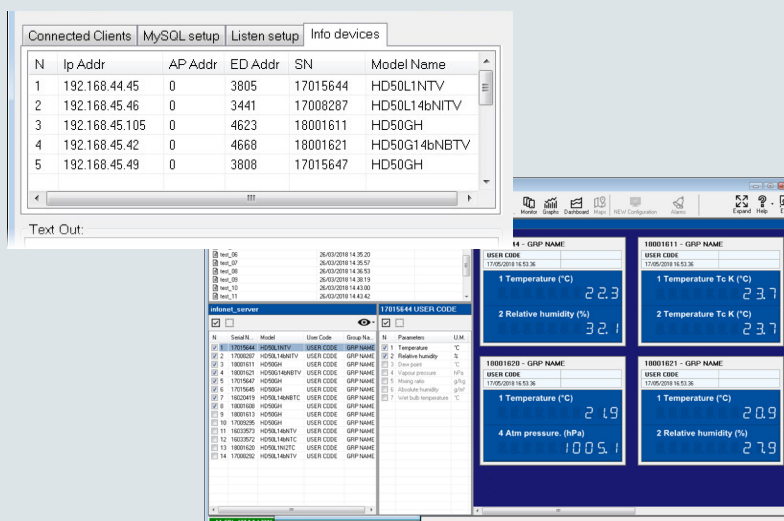 Connected Clients MySQL setup Listen setup Info devices
N Ip Addr AP Addr ED Addr SN Model Name
1 192.168.44.45 0 3805 17015644 HD50L1NTV
2 192.168.45.46 0 3441 17008287 HD50L14bNITV
3 192.168.45.105 0 4623 18001611 HD50GH
4 192.168.45.42 0 4668 18001621 HD50G14bNBTV
5 192.168.45.49 0 3808 17015647 HD50GH
Text Out:
Monitor Graphs Dashboard Maps NEW Configuration Alarms Expand Help
test_06 26/03/2018 14.35.20
test_07 26/03/2018 14.35.57
test_08 26/03/2018 14.36.53
test_09 26/03/2018 14.38.19
test_10 26/03/2018 14.43.00
test_11 26/03/2018 14.43.42
infonet_server
N Serial N... Model User Code Group Na...
1 17015644 HD50L1NTV USER CODE GRP NAME
2 17008287 HD50L14bNITV USER CODE GRP NAME
3 18001611 HD50GH USER CODE GRP NAME
4 18001621 HD50G14bNBTV USER CODE GRP NAME
5 17015647 HD50GH USER CODE GRP NAME
6 17015645 HD50GH USER CODE GRP NAME
7 16020419 HD50L14bNBTC USER CODE GRP NAME
8 18001608 HD50GH USER CODE GRP NAME
9 18001613 HD50GH USER CODE GRP NAME
10 17009295 HD50GH USER CODE GRP NAME
11 16033573 HD50L14bNTV USER CODE GRP NAME
12 16033572 HD50L14bNTC USER CODE GRP NAME
13 18001620 HD50L1NI2TC USER CODE GRP NAME
14 17000292 HD50L14bNTV USER CODE GRP NAME
17015644 USER CODE
N Parameters U.M.
1 Temperature °C
2 Relative humidity %
3 Dew point °C
4 Vapour pressure hPa
5 Mixing ratio g/kg
6 Absolute humidity g/m³
7 Wet bulb temperature °C
44 - GRP NAME
USER CODE
17/05/2018 16.53.36
1 Temperature (°C)
22.3
2 Relative humidity (%)
32.1
18001611 - GRP NAME
USER CODE
17/05/2018 16.53.36
1 Temperature Tc K (°C)
23.7
2 Temperature Tc K (°C)
23.7
18001620 - GRP NAME
USER CODE
17/05/2018 16.53.36
1 Temperature (°C)
21.9
4 Atm pressure. (hPa)
1005.1
18001621 - GRP NAME
USER CODE
17/05/2018 16.53.36
1 Temperature (°C)
20.9
2 Relative humidity (%)
27.9